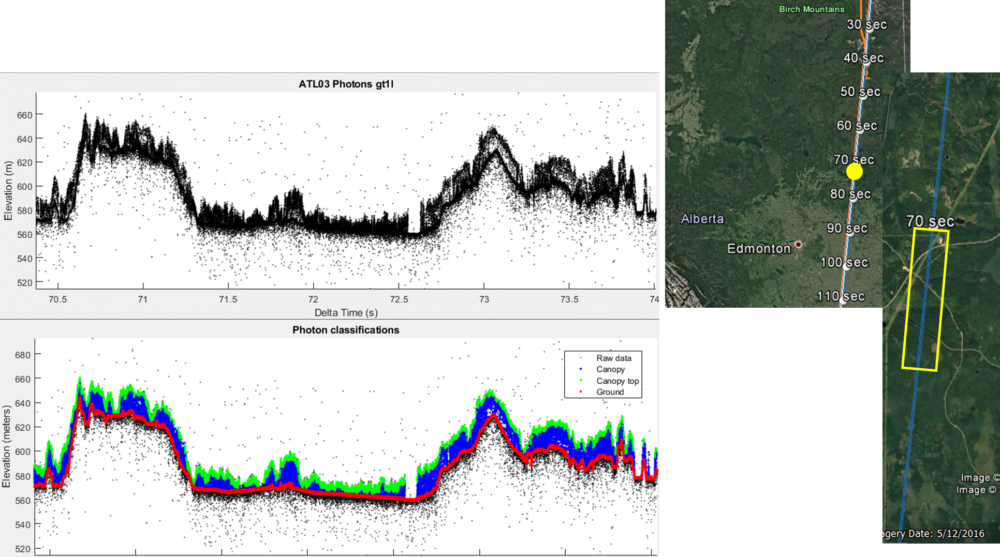 ATL03 Photons gt1l
660
640
620
600
580
560
540
520
Elevation (m)
70.5 71 71.5 72 72.5 73 73.5 74
Delta Time (s)
Photon classifications
680
660
640
620
600
580
560
540
520
Elevation (meters)
Raw data
Canopy
Canopy top
Ground
Birch Mountains
30 sec
40 sec
50 sec
60 sec
70 sec
80 sec
Alberta
90 sec
Edmonton
100 sec
110 sec
70 sec
Image ©
Image ©
agery Date: 5/12/2016